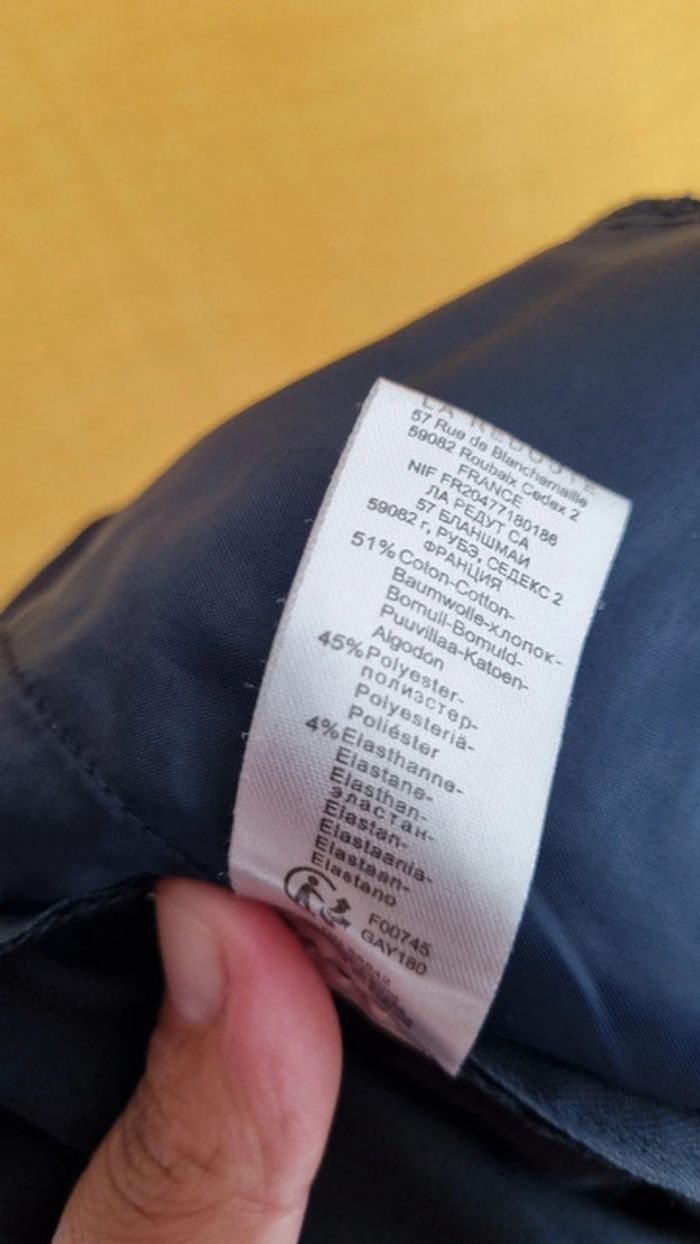 LA REDOUTE
57 Rue de Blanchemaille
59082 Roubaix Cedex 2
FRANCE
NIF FR20477180186
ЛА РЕДУТ СА
57 БЛАНШМАЙ
59082 г, РУБЭ, СЕДЕКС 2
ФРАНЦИЯ
51% Coton-Cotton-
Baumwolle-хлопок-
Bomull-Bomuld-
Puuvillaa-Katoen-
Algodón
45% Polyester-
полиэстер-
Polyesteriä-
Poliéster
4% Elasthanne-
Elastane-
Elasthan-
эластан-
Elastan-
Elastaania-
Elastaan-
Elastano
F00745
GAY180